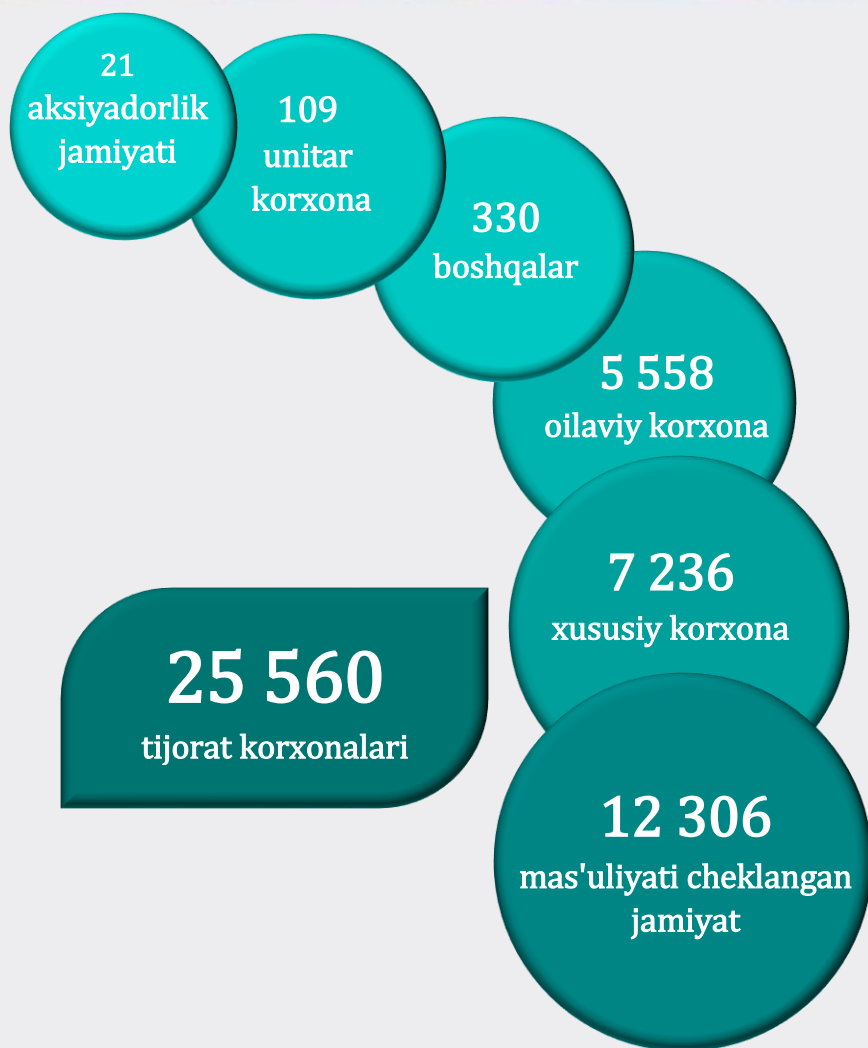 21
aksiyadorlik
jamiyati
109
unitar
korxona
330
boshqalar
5 558
oilaviy korxona
7 236
xususiy korxona
25 560
tijorat korxonalari
12 306
mas'uliyati cheklangan
jamiyat